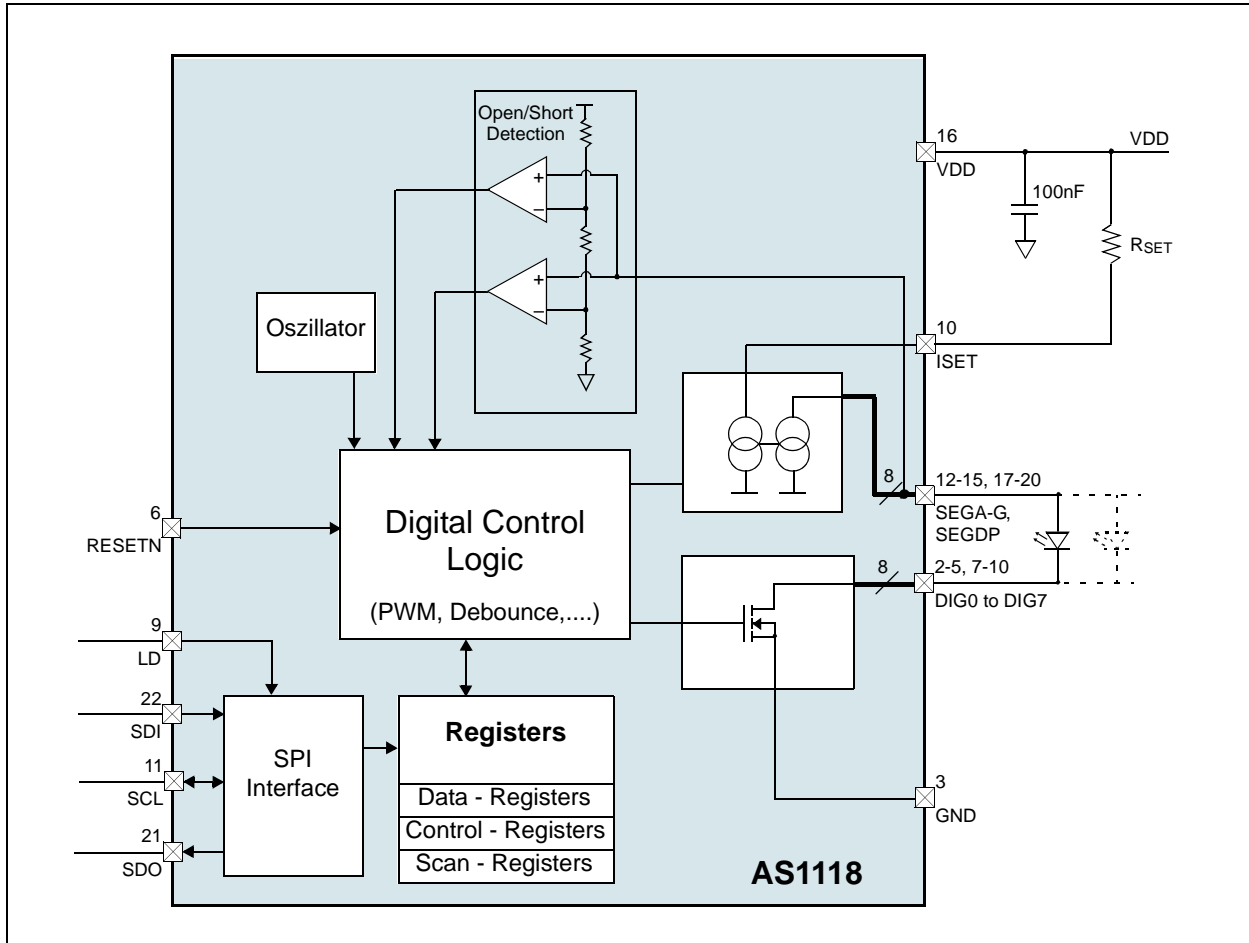 Open/Short
Detection
+
−
+
−
Oszillator
16
VDD
VDD
100nF
RSET
10
ISET
8
12-15, 17-20
SEGA-G,
SEGDP
8
2-5, 7-10
DIG0 to DIG7
6
RESETN
Digital Control
Logic
(PWM, Debounce,....)
9
LD
22
SDI
11
SCL
21
SDO
SPI
Interface
Registers
Data - Registers
Control - Registers
Scan - Registers
3
GND
AS1118